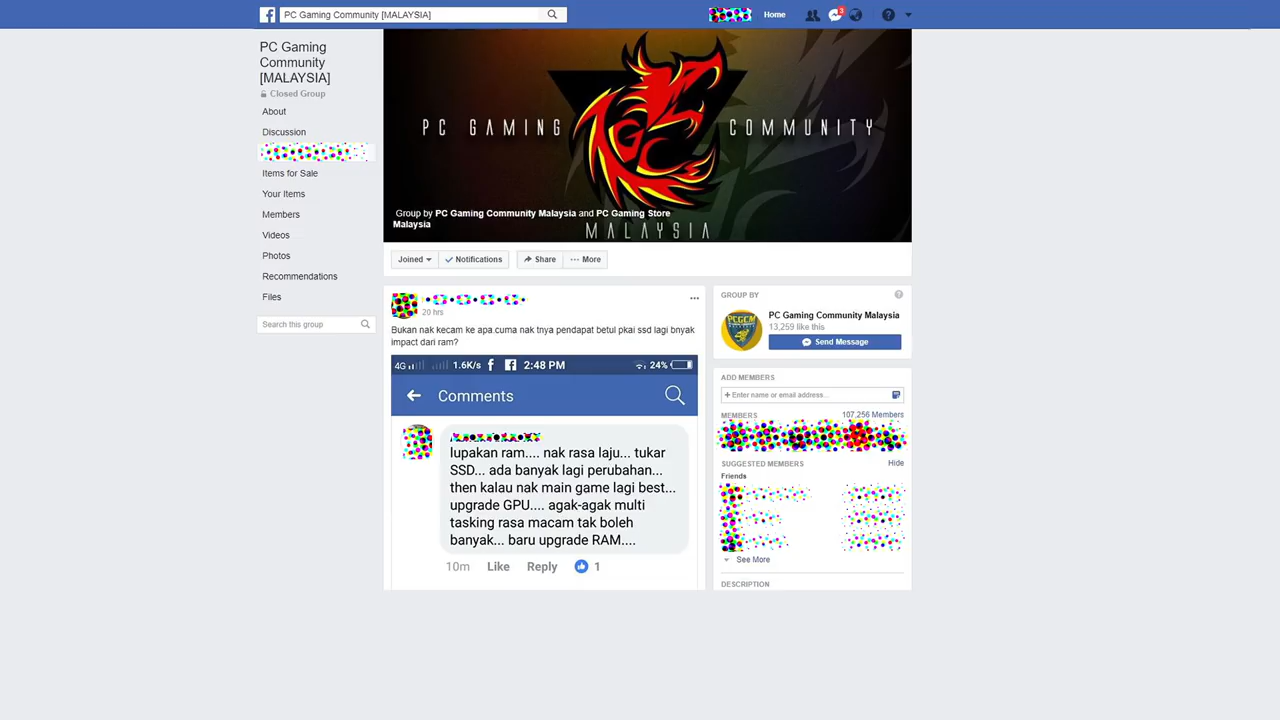 PC Gaming Community [MALAYSIA]
Home
3
PC Gaming
Community
[MALAYSIA]
Closed Group
About
Discussion
Items for Sale
Your Items
Members
Videos
Photos
Recommendations
Files
Search this group
PC GAMING
COMMUNITY
Group by PC Gaming Community Malaysia and PC Gaming Store
Malaysia
MALAYSIA
Joined
Notifications
Share
More
20 hrs
Bukan nak kecam ke apa.cuma nak tnya pendapat betul pkai ssd lagi bnyak
impact dari ram?
4G 1.6K/s 2:48 PM 24%
Comments
lupakan ram.... nak rasa laju... tukar
SSD... ada banyak lagi perubahan...
then kalau nak main game lagi best...
upgrade GPU.... agak-agak multi
tasking rasa macam tak boleh
banyak... baru upgrade RAM....
10m Like Reply 1
GROUP BY
PC Gaming Community Malaysia
13,259 like this
Send Message
ADD MEMBERS
+ Enter name or email address...
MEMBERS 107,256 Members
SUGGESTED MEMBERS Hide
Friends
See More
DESCRIPTION